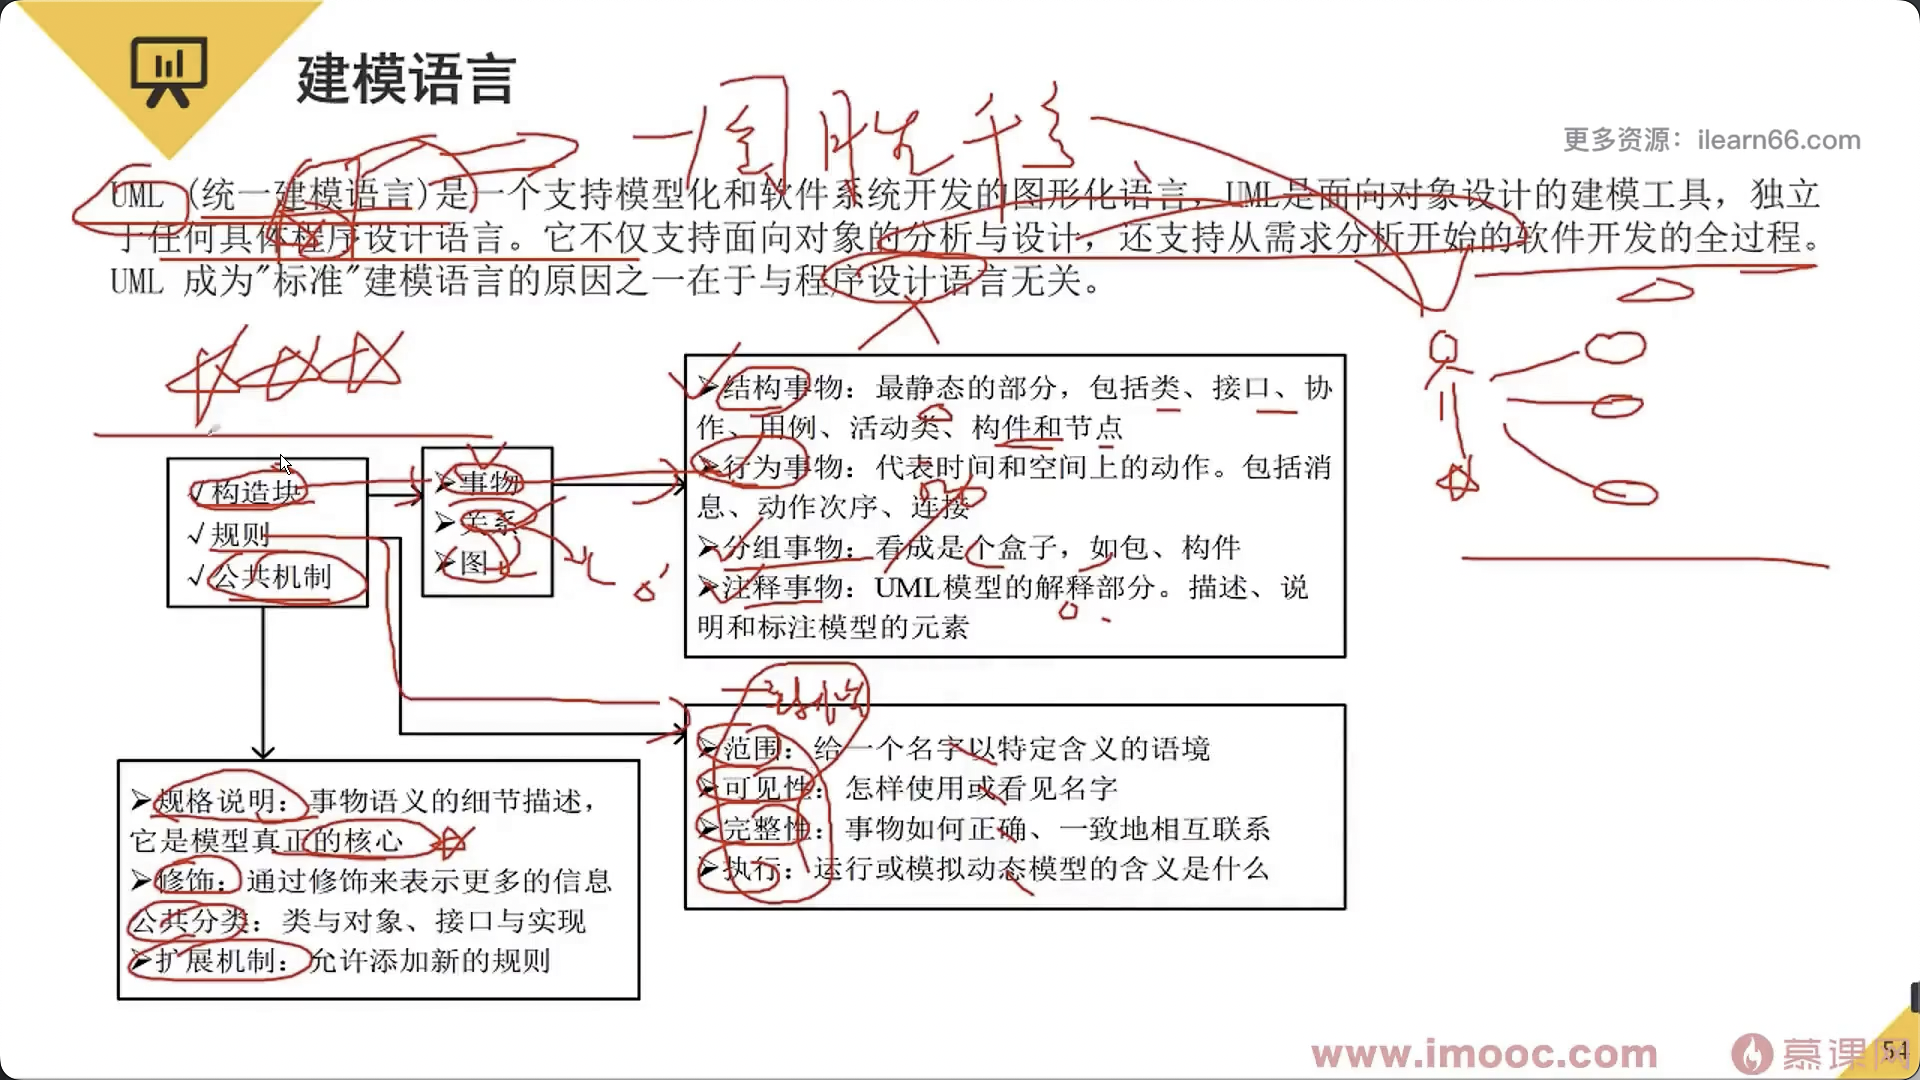 建模语言
一图胜千言
更多资源：ilearn66.com
UML (统一建模语言)是一个支持模型化和软件系统开发的图形化语言，UML是面向对象设计的建模工具，独立
于任何具体程序设计语言。它不仅支持面向对象的分析与设计，还支持从需求分析开始的软件开发的全过程。
UML 成为"标准"建模语言的原因之一在于与程序设计语言无关。
√构造块
√规则
√公共机制
➢事物
➢关系
➢图
➢结构事物：最静态的部分，包括类、接口、协
作、用例、活动类、构件和节点
➢行为事物：代表时间和空间上的动作。包括消
息、动作次序、连接
➢分组事物：看成是个盒子，如包、构件
➢注释事物：UML模型的解释部分。描述、说
明和标注模型的元素
➢范围：给一个名字以特定含义的语境
➢可见性：怎样使用或看见名字
➢完整性：事物如何正确、一致地相互联系
➢执行：运行或模拟动态模型的含义是什么
➢规格说明：事物语义的细节描述，
它是模型真正的核心
➢修饰：通过修饰来表示更多的信息
公共分类：类与对象、接口与实现
➢扩展机制：允许添加新的规则
www.imooc.com
慕课网
54